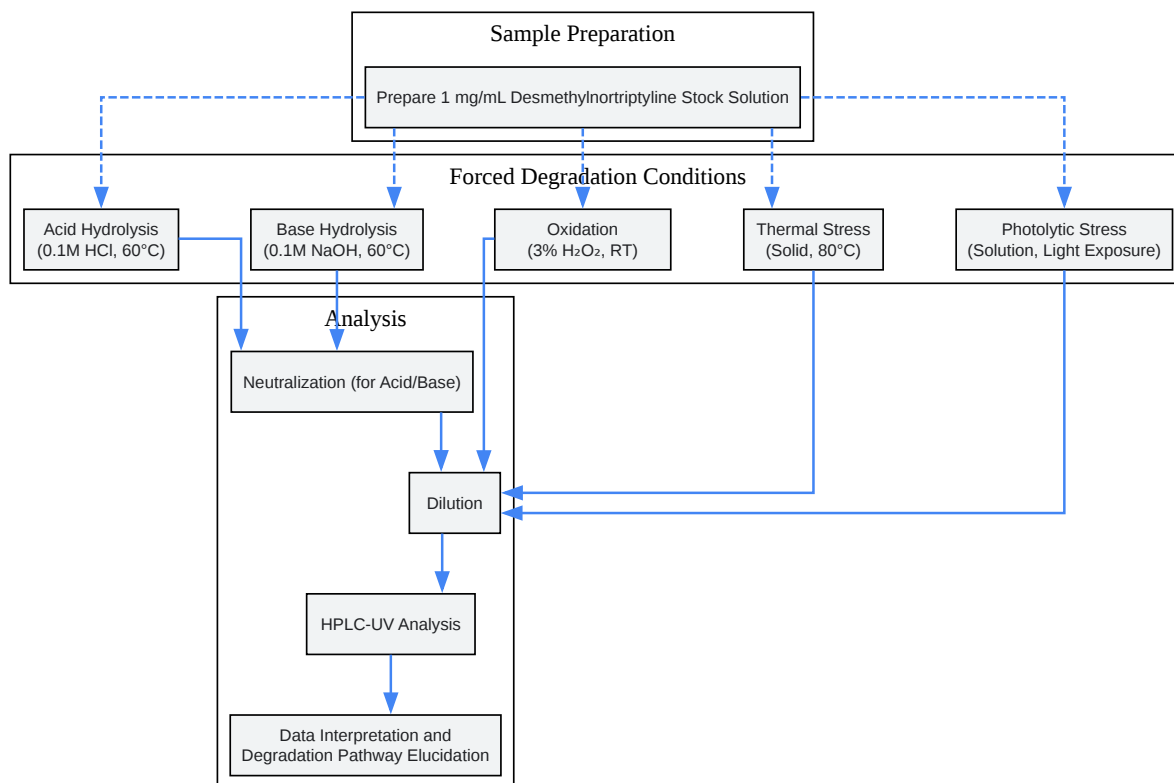 Sample Preparation
Prepare 1 mg/mL Desmethylnortriptyline Stock Solution
Forced Degradation Conditions
Acid Hydrolysis
(0.1M HCl, 60°C)
Base Hydrolysis
(0.1M NaOH, 60°C)
Oxidation
(3% H₂O₂, RT)
Thermal Stress
(Solid, 80°C)
Photolytic Stress
(Solution, Light Exposure)
Analysis
Neutralization (for Acid/Base)
Dilution
HPLC-UV Analysis
Data Interpretation and
Degradation Pathway Elucidation